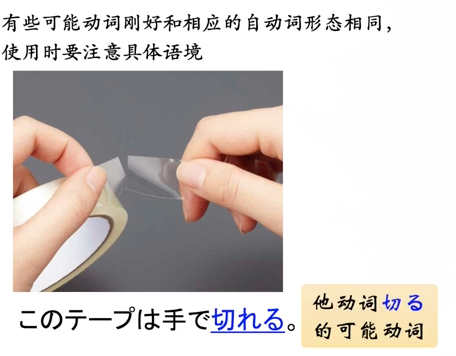 有些可能动词刚好和相应的自动词形态相同，
使用时要注意具体语境
このテープは手で切れる。
他动词切る
的可能动词